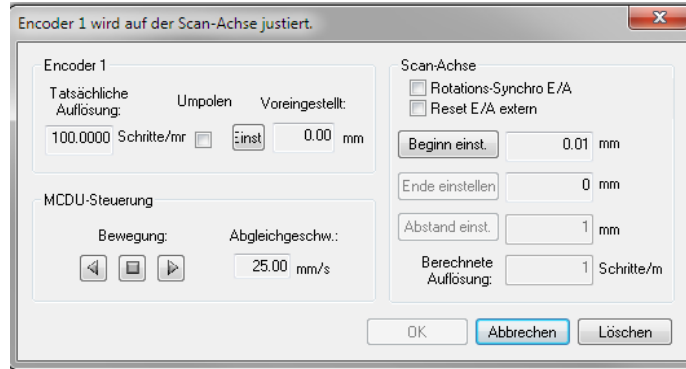 Encoder 1 wird auf der Scan-Achse justiert.
Encoder 1
Tatsächliche
Auflösung:
Umpolen
Voreingestellt:
100.0000 Schritte/mr
Einst
0.00 mm
MCDU-Steuerung
Bewegung:
Abgleichgeschw.:
25.00 mm/s
Scan-Achse
Rotations-Synchro E/A
Reset E/A extern
Beginn einst. 0.01 mm
Ende einstellen 0 mm
Abstand einst. 1 mm
Berechnete
Auflösung:
1 Schritte/m
OK Abbrechen Löschen